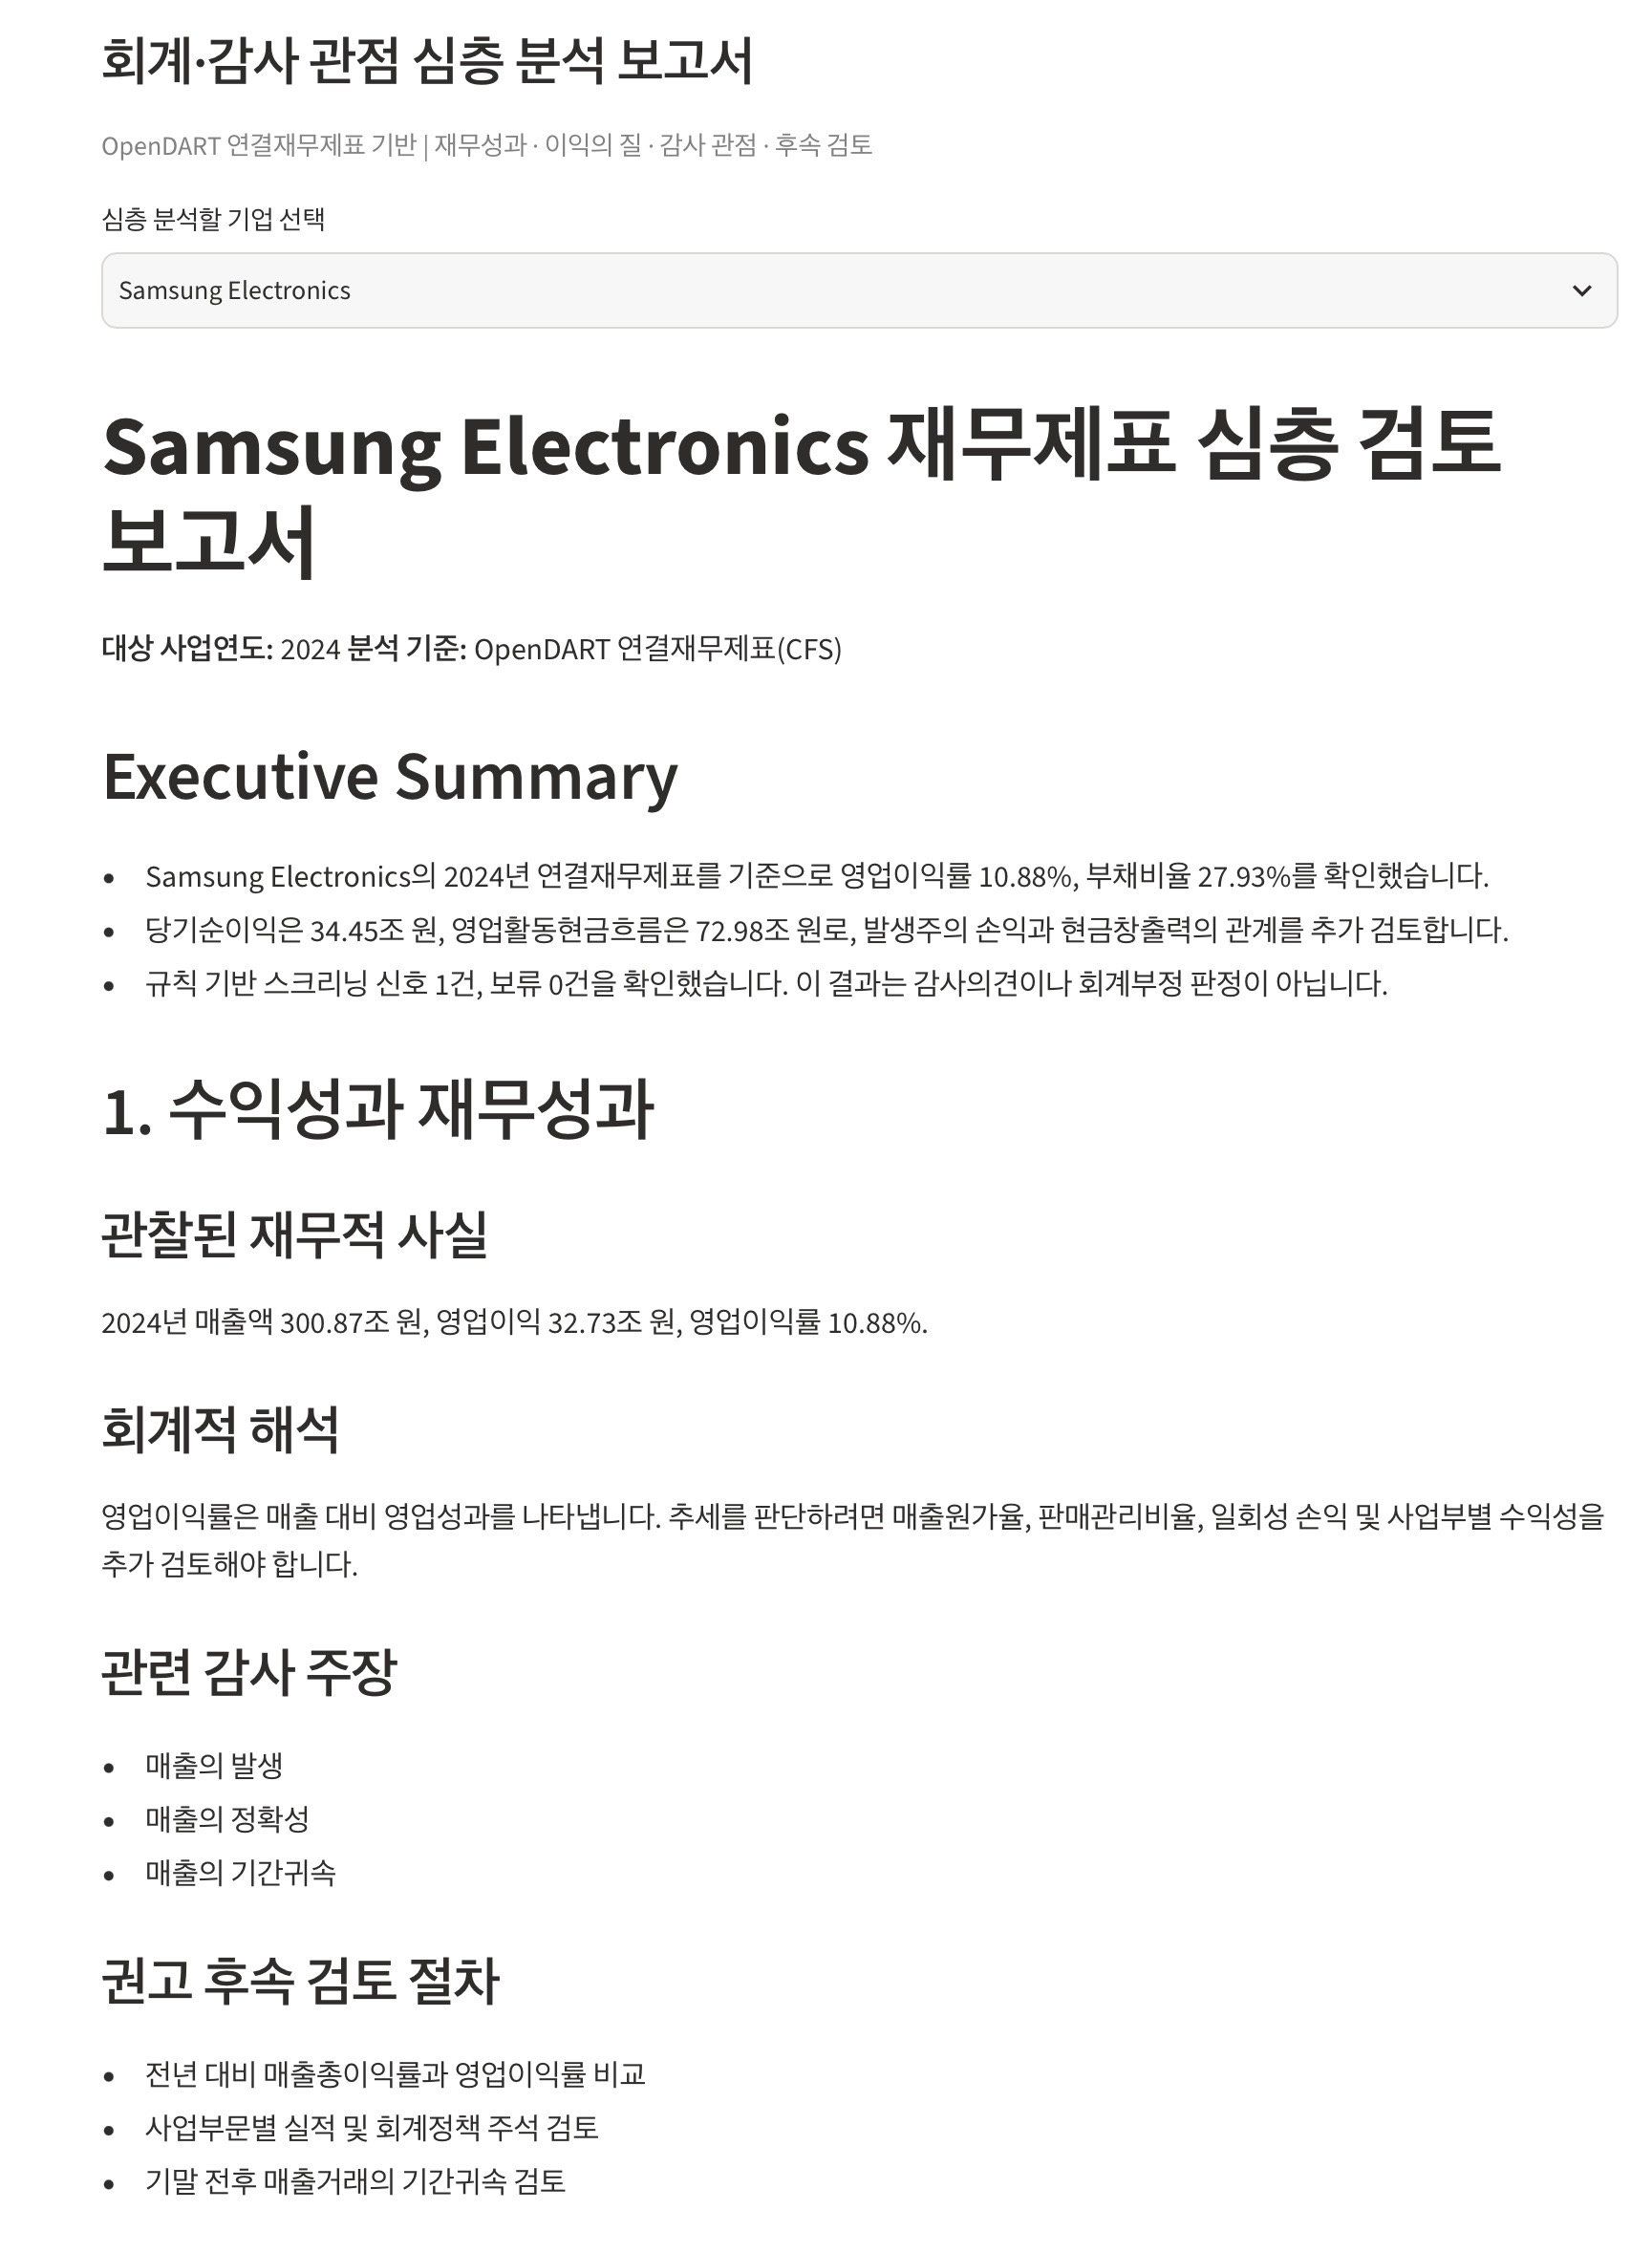 회계·감사 관점 심층 분석 보고서
OpenDART 연결재무제표 기반 | 재무성과 · 이익의 질 · 감사 관점 · 후속 검토
심층 분석할 기업 선택
Samsung Electronics
Samsung Electronics 재무제표 심층 검토
보고서
대상 사업연도: 2024 분석 기준: OpenDART 연결재무제표(CFS)
Executive Summary
• Samsung Electronics의 2024년 연결재무제표를 기준으로 영업이익률 10.88%, 부채비율 27.93%를 확인했습니다.
• 당기순이익은 34.45조 원, 영업활동현금흐름은 72.98조 원로, 발생주의 손익과 현금창출력의 관계를 추가 검토합니다.
• 규칙 기반 스크리닝 신호 1건, 보류 0건을 확인했습니다. 이 결과는 감사의견이나 회계부정 판정이 아닙니다.
1. 수익성과 재무성과
관찰된 재무적 사실
2024년 매출액 300.87조 원, 영업이익 32.73조 원, 영업이익률 10.88%.
회계적 해석
영업이익률은 매출 대비 영업성과를 나타냅니다. 추세를 판단하려면 매출원가율, 판매관리비율, 일회성 손익 및 사업부별 수익성을
추가 검토해야 합니다.
관련 감사 주장
• 매출의 발생
• 매출의 정확성
• 매출의 기간귀속
권고 후속 검토 절차
• 전년 대비 매출총이익률과 영업이익률 비교
• 사업부문별 실적 및 회계정책 주석 검토
• 기말 전후 매출거래의 기간귀속 검토